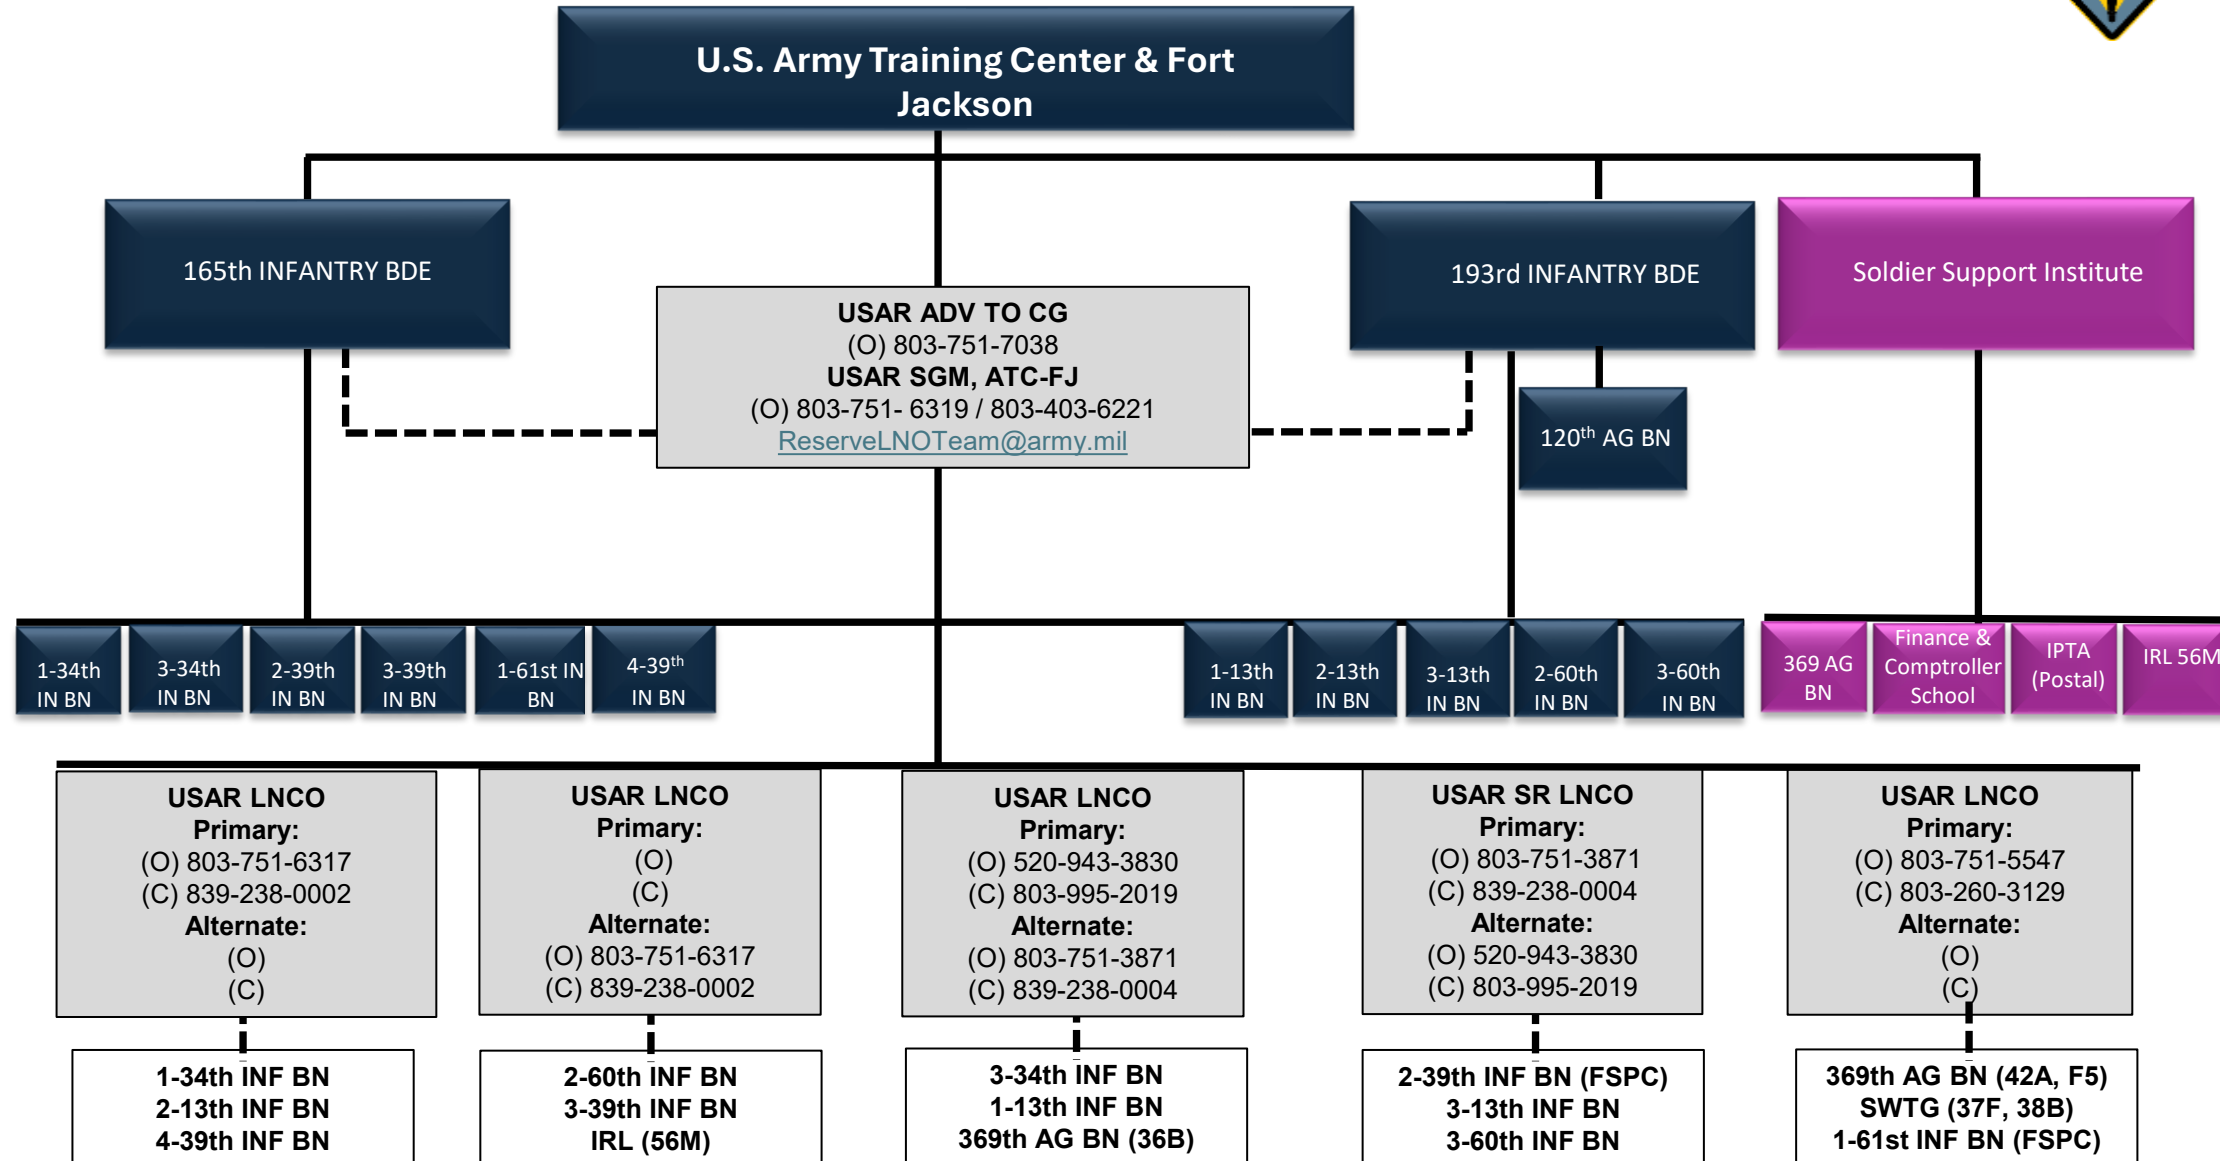 U.S. Army Training Center & Fort
Jackson
165th INFANTRY BDE
193rd INFANTRY BDE
Soldier Support Institute
USAR ADV TO CG
(O) 803-751-7038
USAR SGM, ATC-FJ
(O) 803-751- 6319 / 803-403-6221
ReserveLNOTeam@army.mil
120th AG BN
1-34th
IN BN
3-34th
IN BN
2-39th
IN BN
3-39th
IN BN
1-61st IN
BN
4-39th
IN BN
1-13th
IN BN
2-13th
IN BN
3-13th
IN BN
2-60th
IN BN
3-60th
IN BN
369 AG
BN
Finance &
Comptroller
School
IPTA
(Postal)
IRL 56M
USAR LNCO
Primary:
(O) 803-751-6317
(C) 839-238-0002
Alternate:
(O)
(C)
USAR LNCO
Primary:
(O)
(C)
Alternate:
(O) 803-751-6317
(C) 839-238-0002
USAR LNCO
Primary:
(O) 520-943-3830
(C) 803-995-2019
Alternate:
(O) 803-751-3871
(C) 839-238-0004
USAR SR LNCO
Primary:
(O) 803-751-3871
(C) 839-238-0004
Alternate:
(O) 520-943-3830
(C) 803-995-2019
USAR LNCO
Primary:
(O) 803-751-5547
(C) 803-260-3129
Alternate:
(O)
(C)
1-34th INF BN
2-13th INF BN
4-39th INF BN
2-60th INF BN
3-39th INF BN
IRL (56M)
3-34th INF BN
1-13th INF BN
369th AG BN (36B)
2-39th INF BN (FSPC)
3-13th INF BN
3-60th INF BN
369th AG BN (42A, F5)
SWTG (37F, 38B)
1-61st INF BN (FSPC)